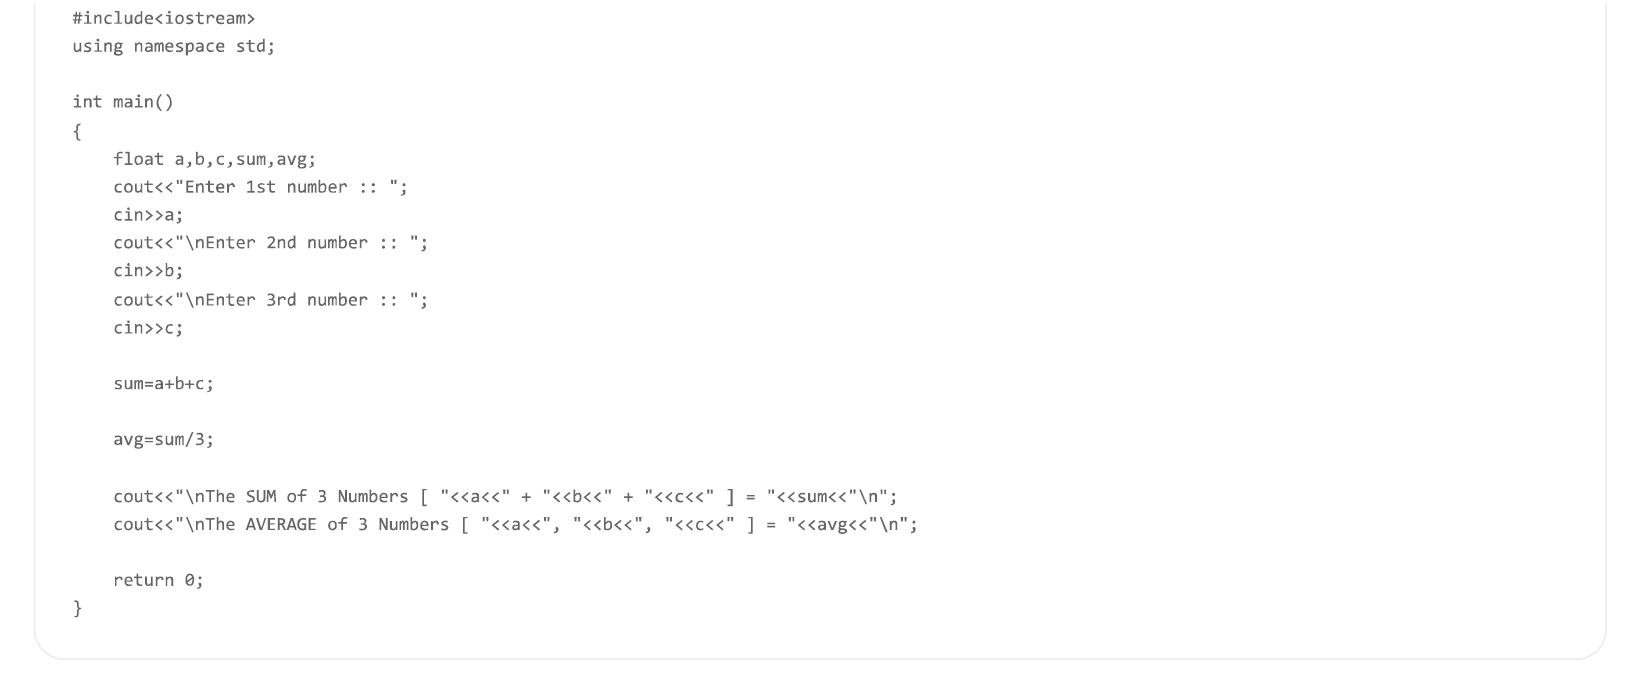 #include<iostream>
using namespace std;
int main()
{
float a,b,c,sum,avg;
cout<<"Enter 1st number :: ";
cin>>a;
cout<<"\nEnter 2nd number :: ";
cin>>b;
cout<<"\nEnter 3rd number :: ";
cin>>c;
sum=a+b+c;
avg=sum/3;
cout<<"\nThe SUM of 3 Numbers [ "<<a<<" + "<<b<<" + "<<c<<" ] = "<<sum<<"\n";
cout<<"\nThe AVERAGE of 3 Numbers [ "<<a<<", "<<b<<", "<<c<<" ] = "<<avg<<"\n";
return 0;
}